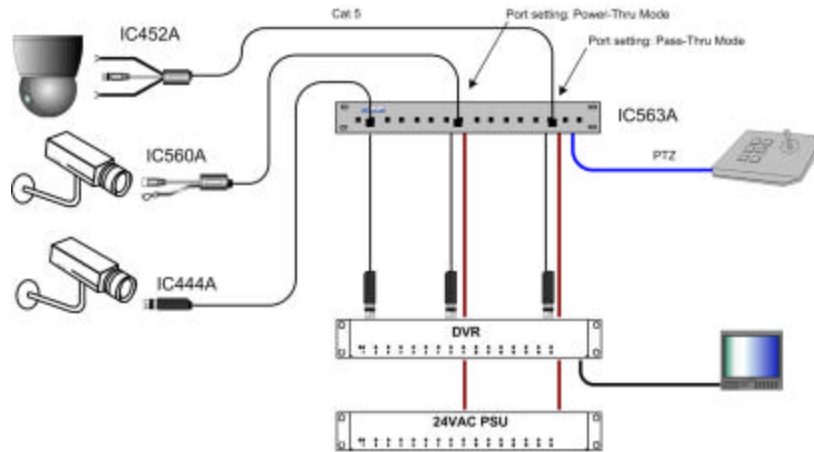 Cat 5
Port setting: Power-Thru Mode
IC452A
Port setting: Pass-Thru Mode
IC563A
IC560A
PTZ
IC444A
DVR
24VAC PSU